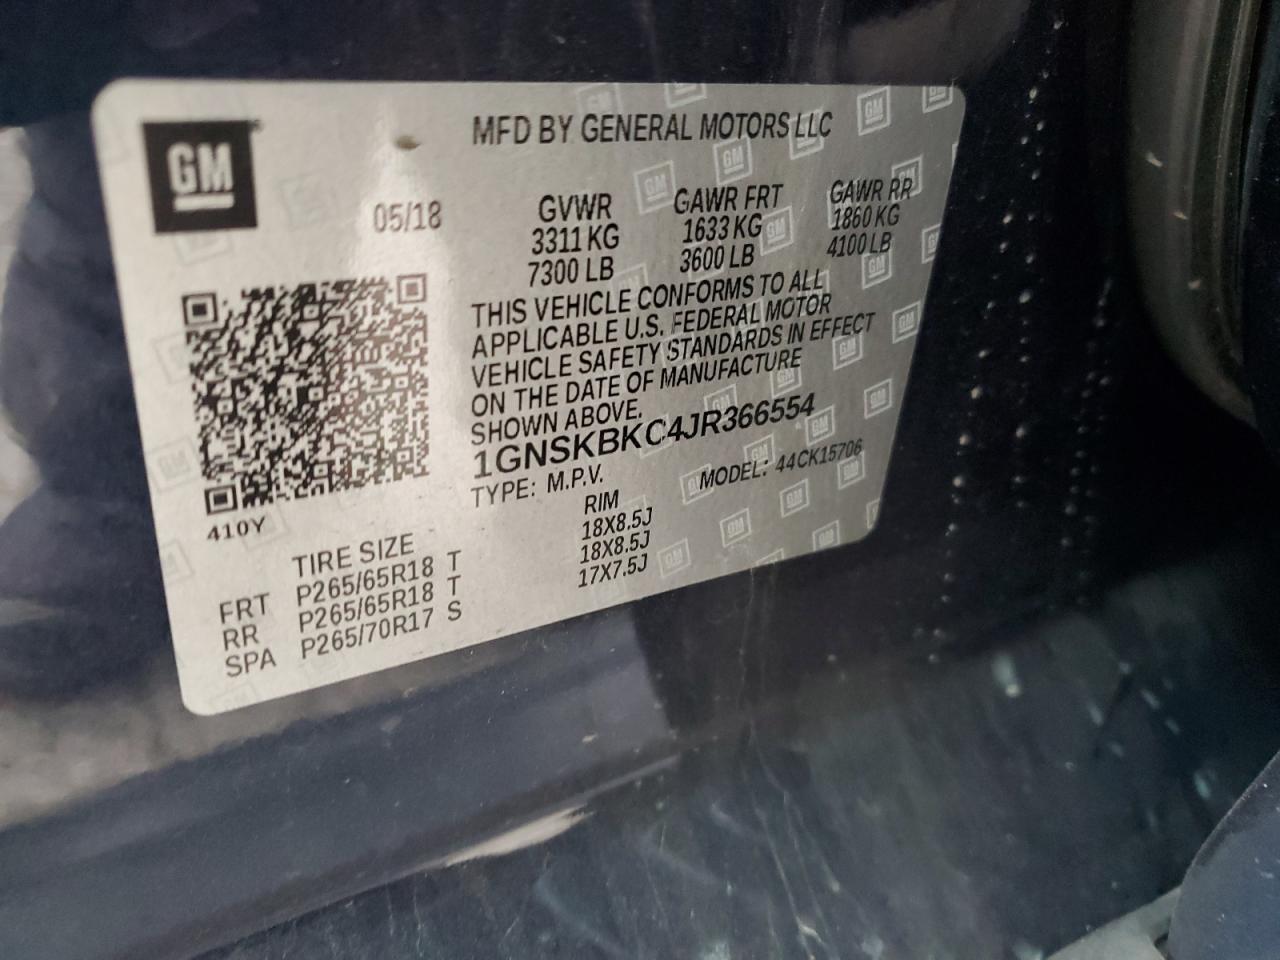 GM
MFD BY GENERAL MOTORS LLC
05/18
GVWR GAWR FRT GAWR RR
3311 KG 1633 KG 1860 KG
7300 LB 3600 LB 4100 LB
THIS VEHICLE CONFORMS TO ALL
APPLICABLE U.S. FEDERAL MOTOR
VEHICLE SAFETY STANDARDS IN EFFECT
ON THE DATE OF MANUFACTURE
SHOWN ABOVE.
1GNSKBKC4JR366554
TYPE: M.P.V. MODEL: 44CK15706
410Y
TIRE SIZE RIM
FRT P265/65R18 T 18X8.5J
RR P265/65R18 T 18X8.5J
SPA P265/70R17 S 17X7.5J